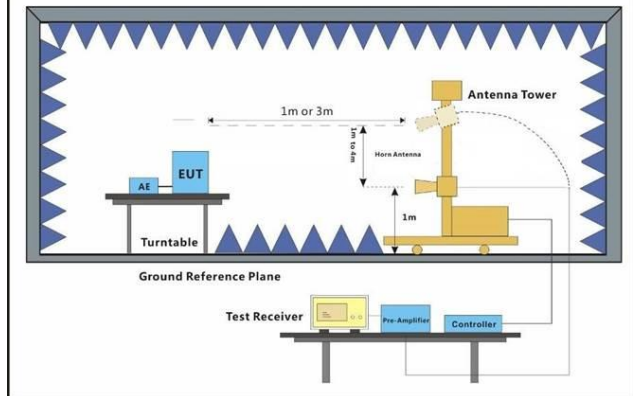 Antenna Tower
1m or 3m
1m to 4m
Horn Antenna
EUT
AE
1m
Turntable
Ground Reference Plane
Test Receiver
Pre-Amplifier
Controller